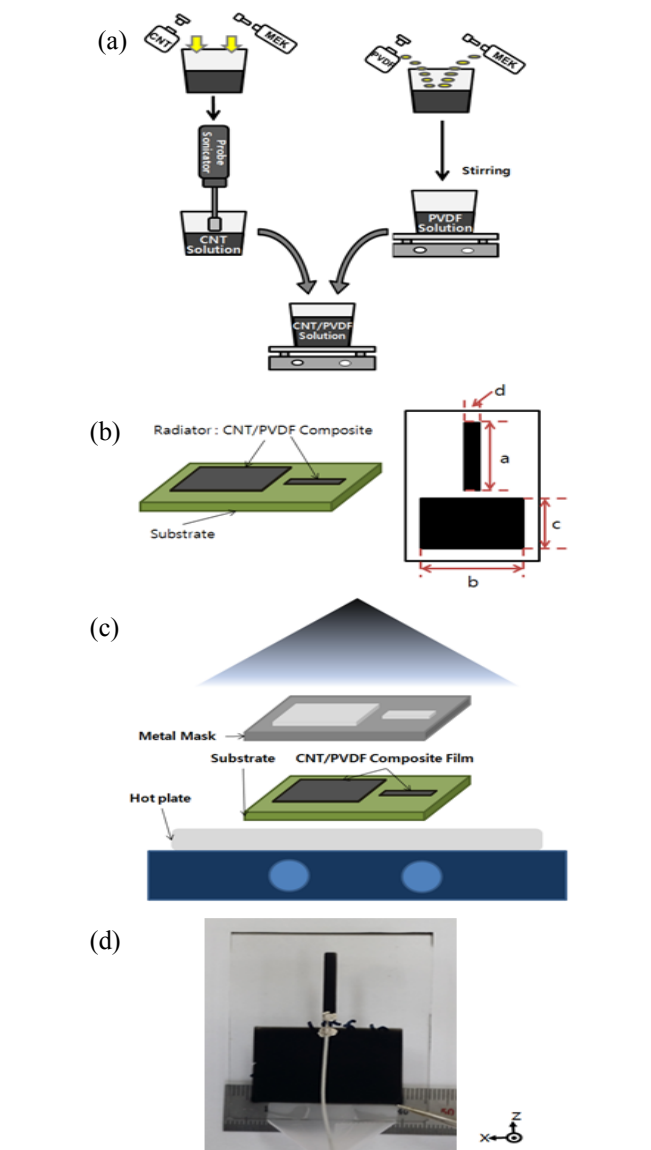 (a)
CNT
MEK
PVDF
MEK
Probe
Sonicator
Stirring
CNT
Solution
PVDF
Solution
CNT/PVDF
Solution
(b)
Radiator : CNT/PVDF Composite
Substrate
d
a
c
b
(c)
Metal Mask
Substrate
CNT/PVDF Composite Film
Hot plate
(d)
50
Z
X